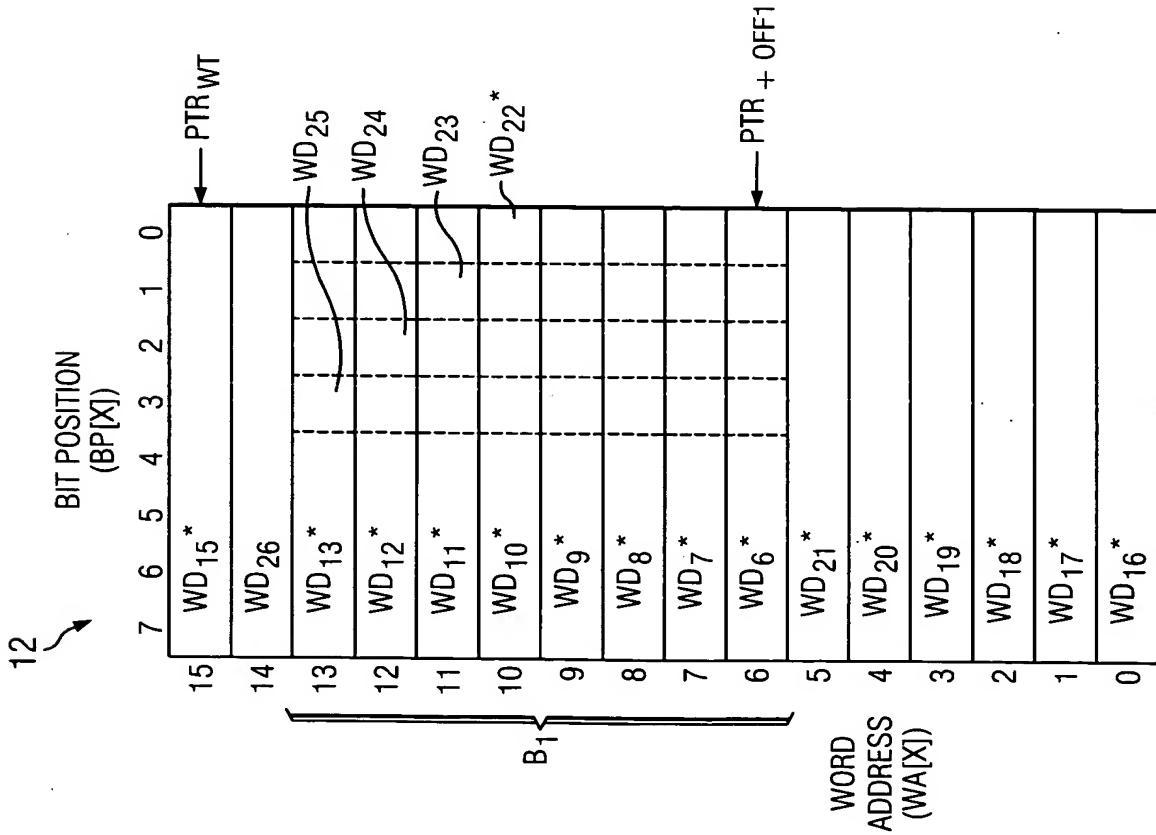 12
BIT POSITION
(BP[X])
7 6 5 4 3 2 1 0
15 WD15* PTRWT
14 WD26
13 WD13* WD25
12 WD12* WD24
11 WD11* WD23
10 WD10* WD22*
9 WD9*
8 WD8*
7 WD7*
6 WD6* PTR + OFF1
5 WD21*
4 WD20*
3 WD19*
2 WD18*
1 WD17*
0 WD16*
B1
WORD
ADDRESS
(WA[X])